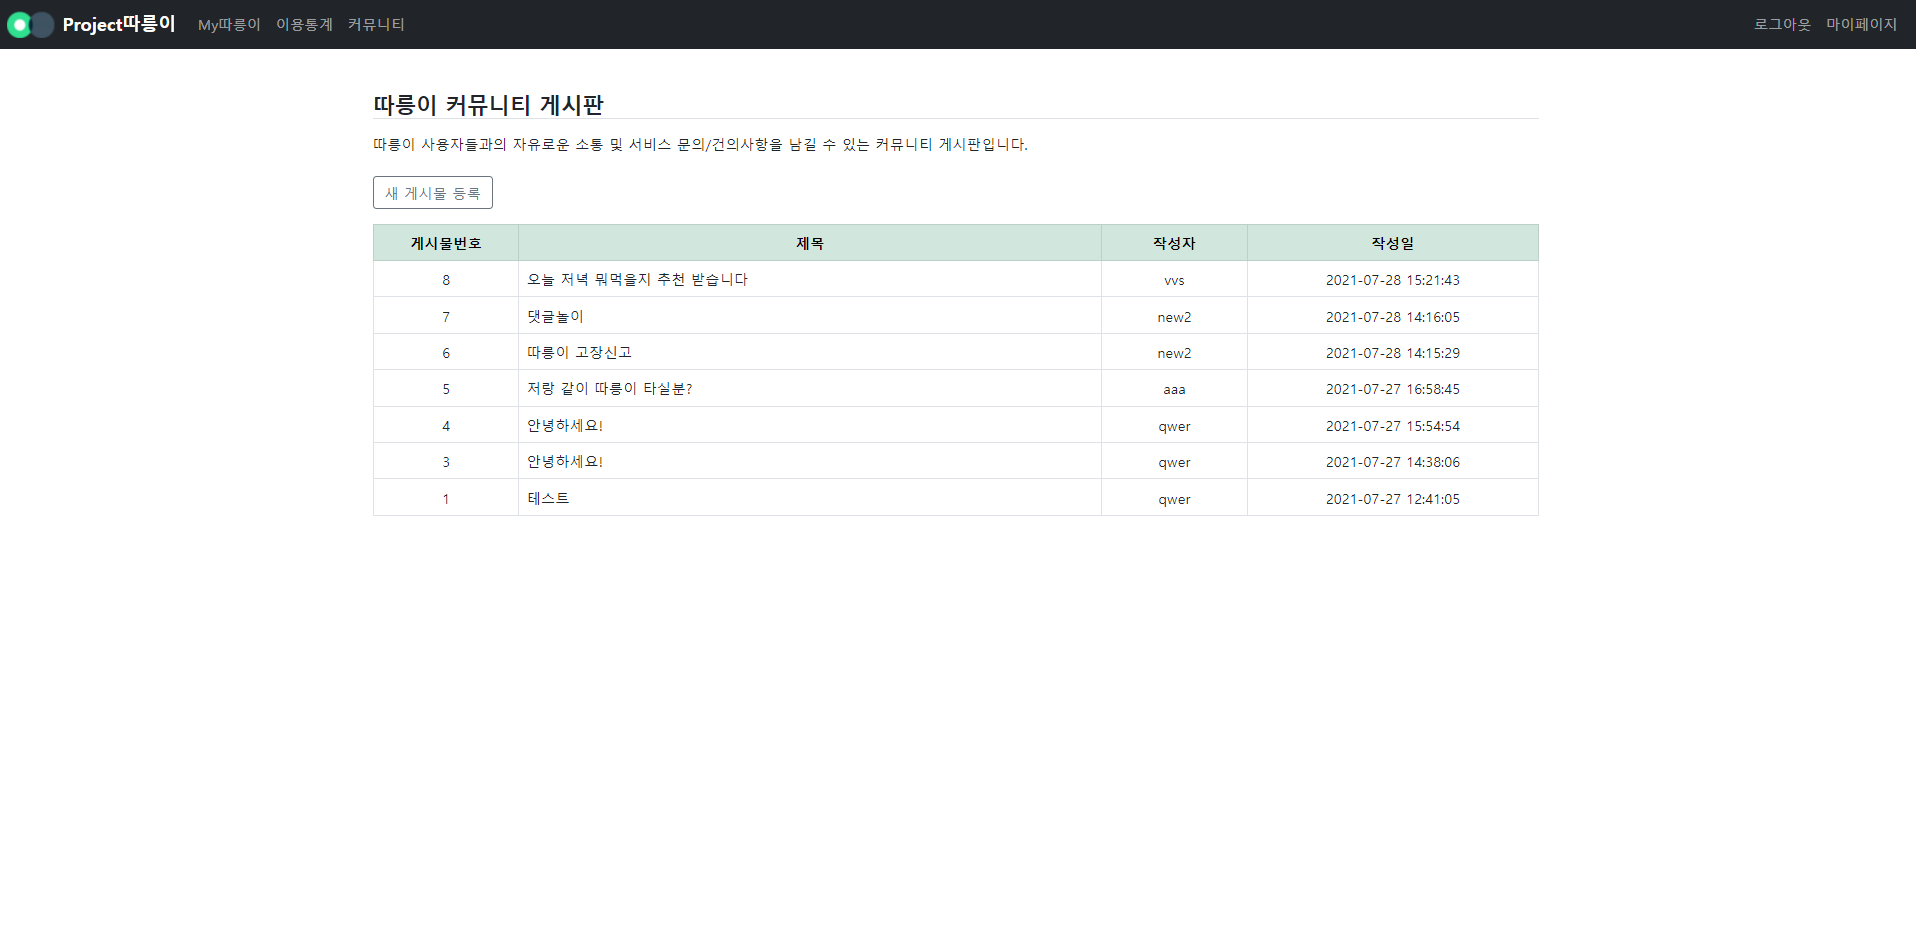 Project따릉이 My따릉이 이용통계 커뮤니티 로그아웃 마이페이지
따릉이 커뮤니티 게시판
따릉이 사용자들과의 자유로운 소통 및 서비스 문의/건의사항을 남길 수 있는 커뮤니티 게시판입니다.
새 게시물 등록
게시물번호 제목 작성자 작성일
8 오늘 저녁 뭐먹을지 추천 받습니다 vvs 2021-07-28 15:21:43
7 댓글놀이 new2 2021-07-28 14:16:05
6 따릉이 고장신고 new2 2021-07-28 14:15:29
5 저랑 같이 따릉이 타실분? aaa 2021-07-27 16:58:45
4 안녕하세요! qwer 2021-07-27 15:54:54
3 안녕하세요! qwer 2021-07-27 14:38:06
1 테스트 qwer 2021-07-27 12:41:05